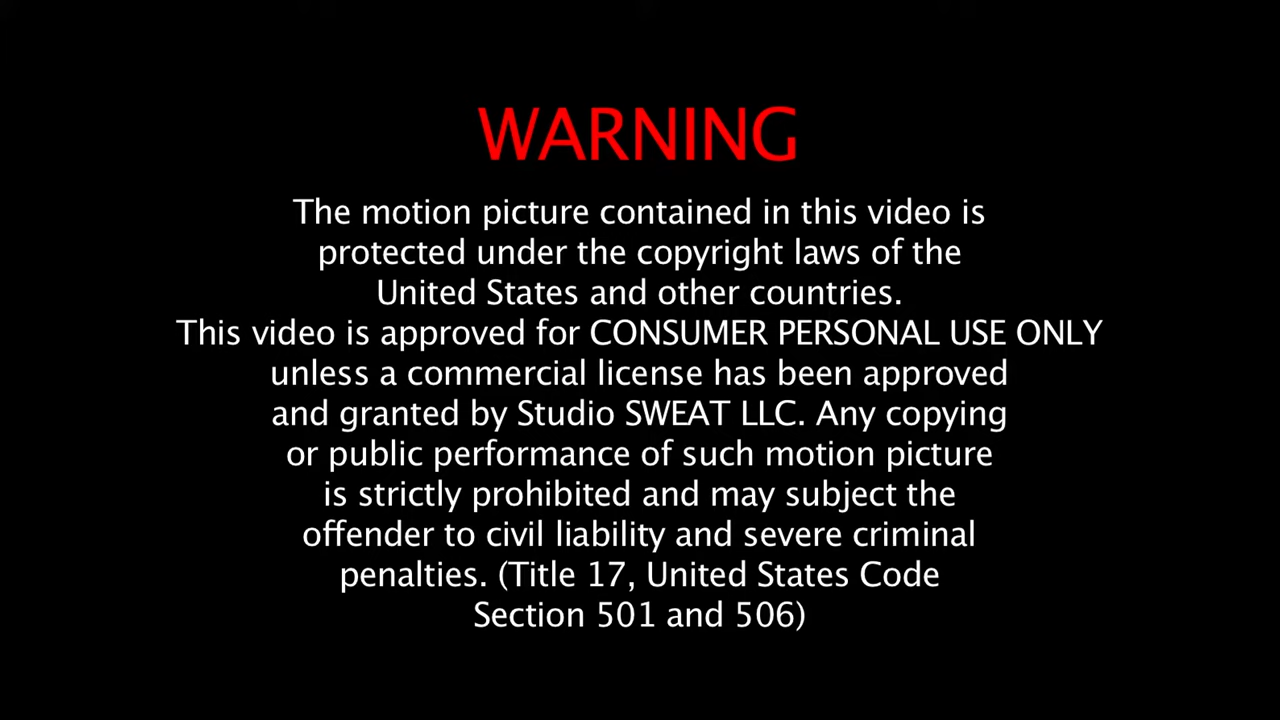 WARNING
The motion picture contained in this video is
protected under the copyright laws of the
United States and other countries.
This video is approved for CONSUMER PERSONAL USE ONLY
unless a commercial license has been approved
and granted by Studio SWEAT LLC. Any copying
or public performance of such motion picture
is strictly prohibited and may subject the
offender to civil liability and severe criminal
penalties. (Title 17, United States Code
Section 501 and 506)